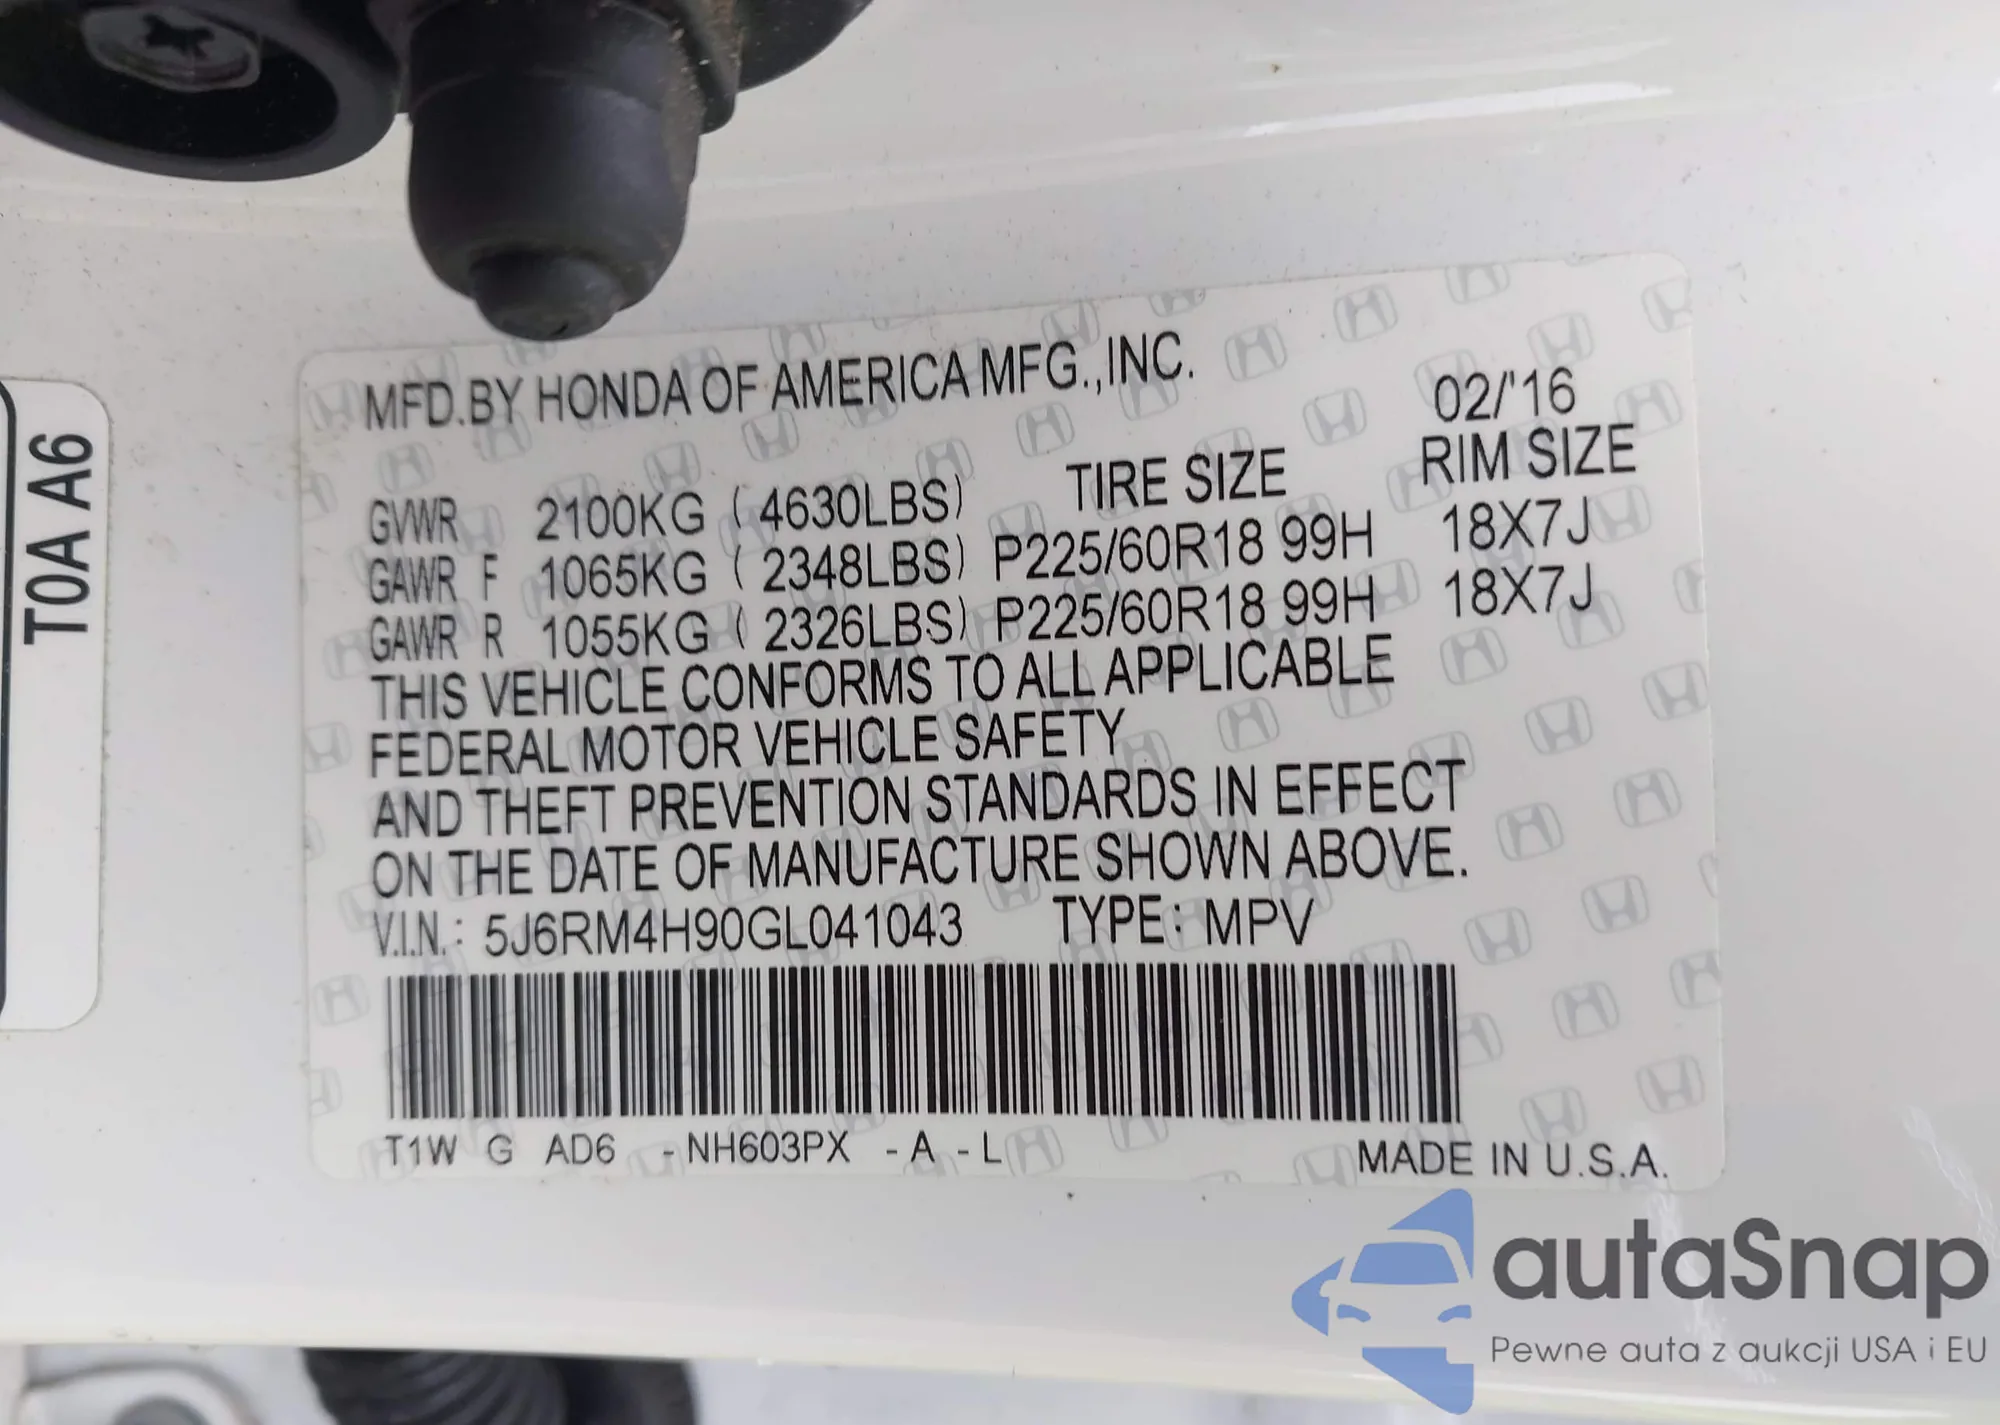 T0A A6
MFD.BY HONDA OF AMERICA MFG.,INC.
02/'16
TIRE SIZE RIM SIZE
GVWR 2100KG ( 4630LBS)
GAWR F 1065KG ( 2348LBS) P225/60R18 99H 18X7J
GAWR R 1055KG ( 2326LBS) P225/60R18 99H 18X7J
THIS VEHICLE CONFORMS TO ALL APPLICABLE
FEDERAL MOTOR VEHICLE SAFETY
AND THEFT PREVENTION STANDARDS IN EFFECT
ON THE DATE OF MANUFACTURE SHOWN ABOVE.
V.I.N.: 5J6RM4H90GL041043 TYPE: MPV
T1W G AD6 -NH603PX -A -L MADE IN U.S.A.
autaSnap
Pewne auta z aukcji USA i EU